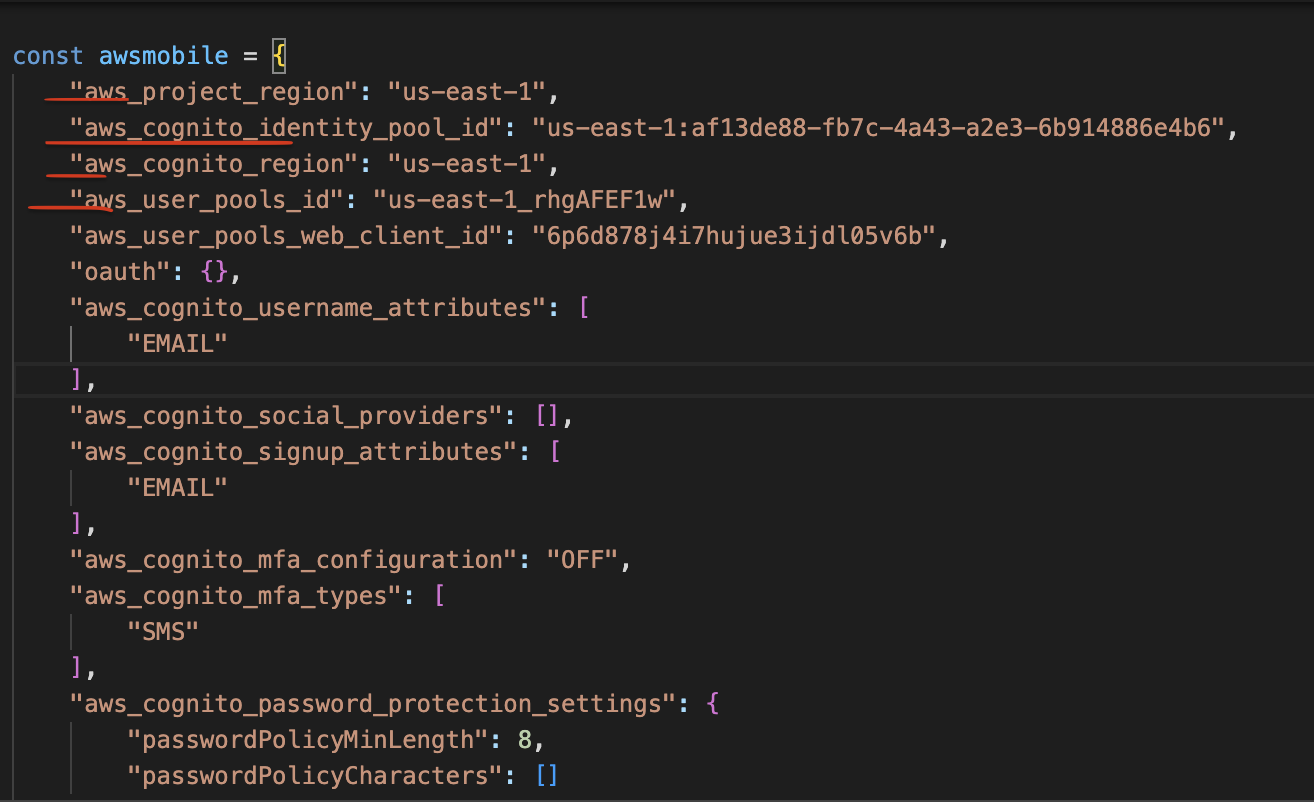 const awsmobile = {
"aws_project_region": "us-east-1",
"aws_cognito_identity_pool_id": "us-east-1:af13de88-fb7c-4a43-a2e3-6b914886e4b6",
"aws_cognito_region": "us-east-1",
"aws_user_pools_id": "us-east-1_rhgAFEF1w",
"aws_user_pools_web_client_id": "6p6d878j4i7hujue3ijdl05v6b",
"oauth": {},
"aws_cognito_username_attributes": [
"EMAIL"
],
"aws_cognito_social_providers": [],
"aws_cognito_signup_attributes": [
"EMAIL"
],
"aws_cognito_mfa_configuration": "OFF",
"aws_cognito_mfa_types": [
"SMS"
],
"aws_cognito_password_protection_settings": {
"passwordPolicyMinLength": 8,
"passwordPolicyCharacters": []